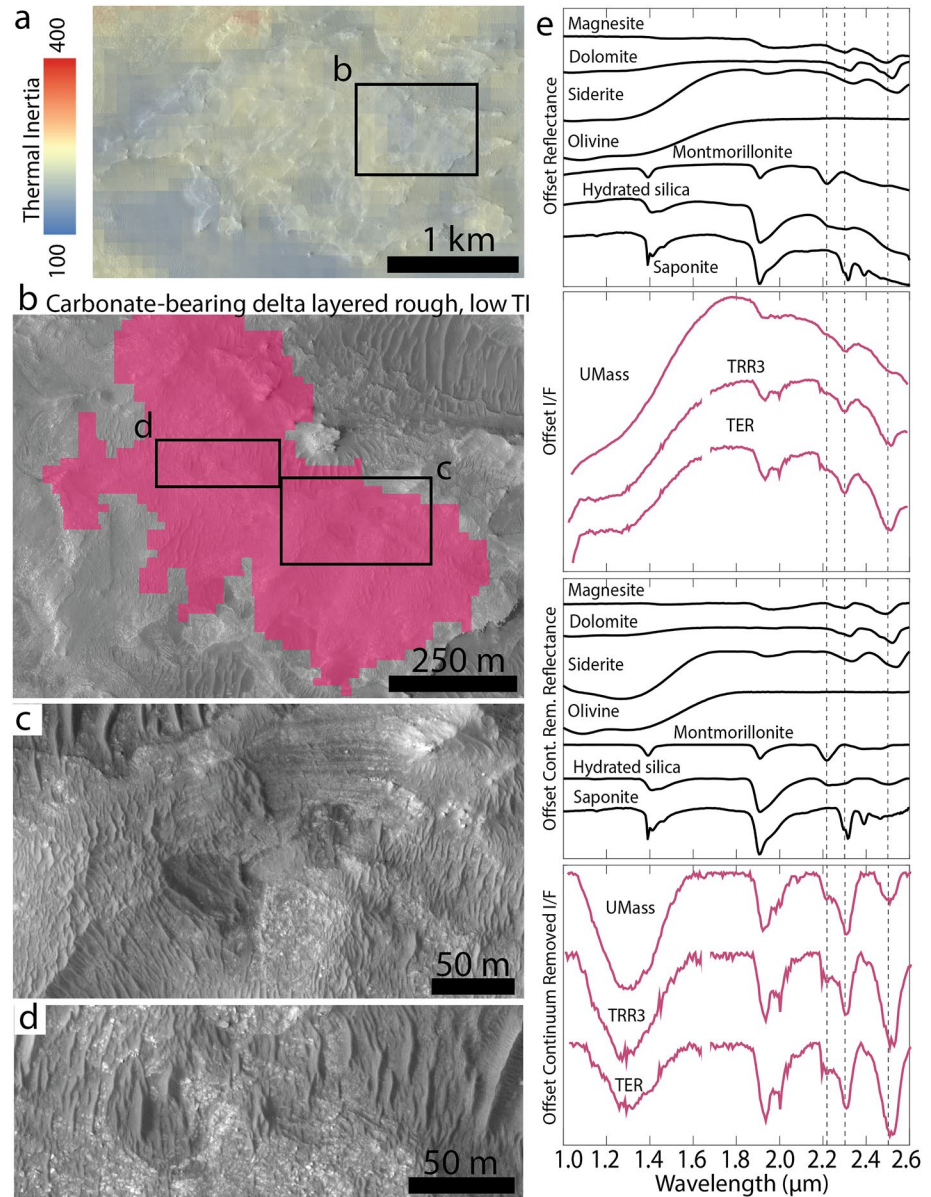 a
400
Thermal Inertia
100
b
1 km
b Carbonate-bearing delta layered rough, low TI
d
c
250 m
c
50 m
d
50 m
e
Magnesite
Dolomite
Siderite
Olivine
Montmorillonite
Hydrated silica
Saponite
Offset Reflectance
UMass
TRR3
TER
Offset I/F
Magnesite
Dolomite
Siderite
Olivine
Montmorillonite
Hydrated silica
Saponite
Offset Cont. Rem. Reflectance
UMass
TRR3
TER
Offset Continuum Removed I/F
1.0 1.2 1.4 1.6 1.8 2.0 2.2 2.4 2.6
Wavelength (μm)